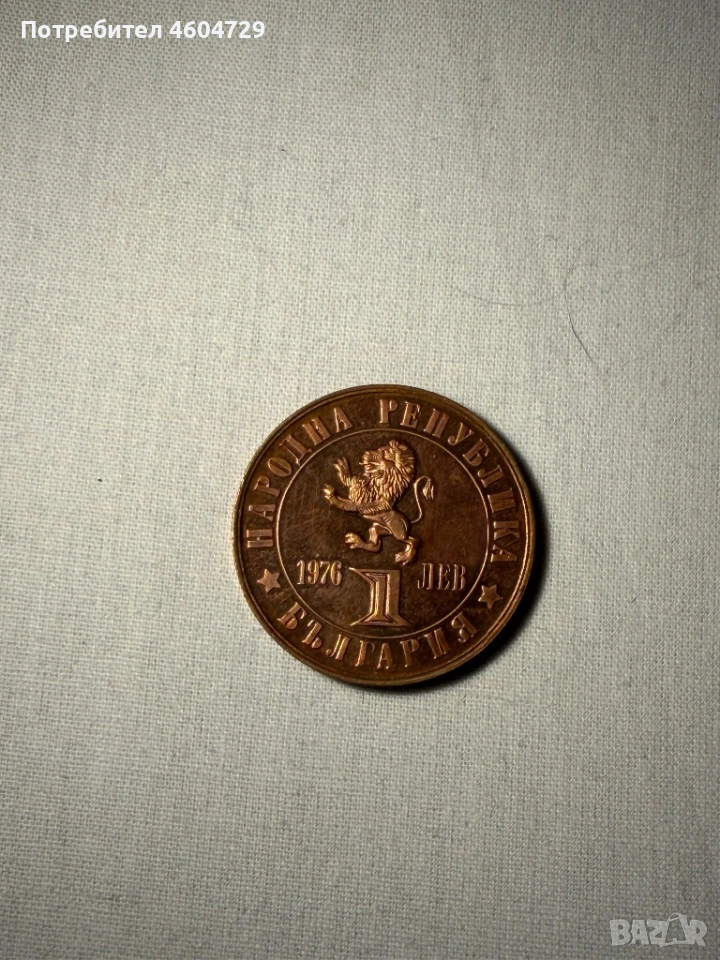 Потребител 4604729
НАРОДНА РЕПУБЛИКА
1976 ЛЕВ
1
БЪЛГАРИЯ
BAZAR